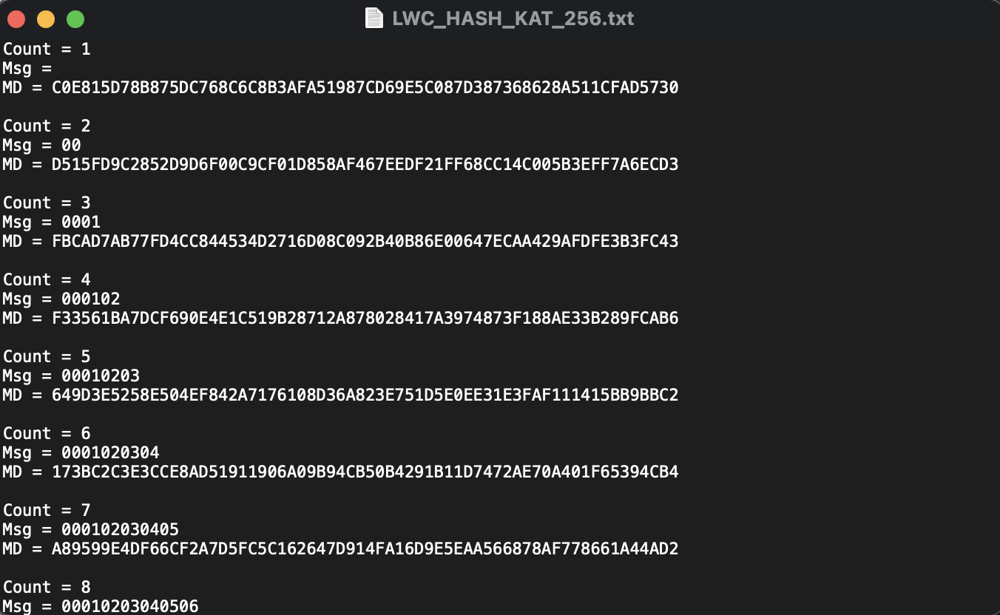 LWC_HASH_KAT_256.txt
Count = 1
Msg =
MD = C0E815D78B875DC768C6C8B3AFA51987CD69E5C087D387368628A511CFAD5730

Count = 2
Msg = 00
MD = D515FD9C2852D9D6F00C9CF01D858AF467EEDF21FF68CC14C005B3EFF7A6ECD3

Count = 3
Msg = 0001
MD = FBCAD7AB77FD4CC844534D2716D08C092B40B86E00647ECAA429AFDFE3B3FC43

Count = 4
Msg = 000102
MD = F33561BA7DCF690E4E1C519B28712A878028417A3974873F188AE33B289FCAB6

Count = 5
Msg = 00010203
MD = 649D3E5258E504EF842A7176108D36A823E751D5E0EE31E3FAF111415BB9BBC2

Count = 6
Msg = 0001020304
MD = 173BC2C3E3CCE8AD51911906A09B94CB50B4291B11D7472AE70A401F65394CB4

Count = 7
Msg = 000102030405
MD = A89599E4DF66CF2A7D5FC5C162647D914FA16D9E5EAA566878AF778661A44AD2

Count = 8
Msg = 00010203040506